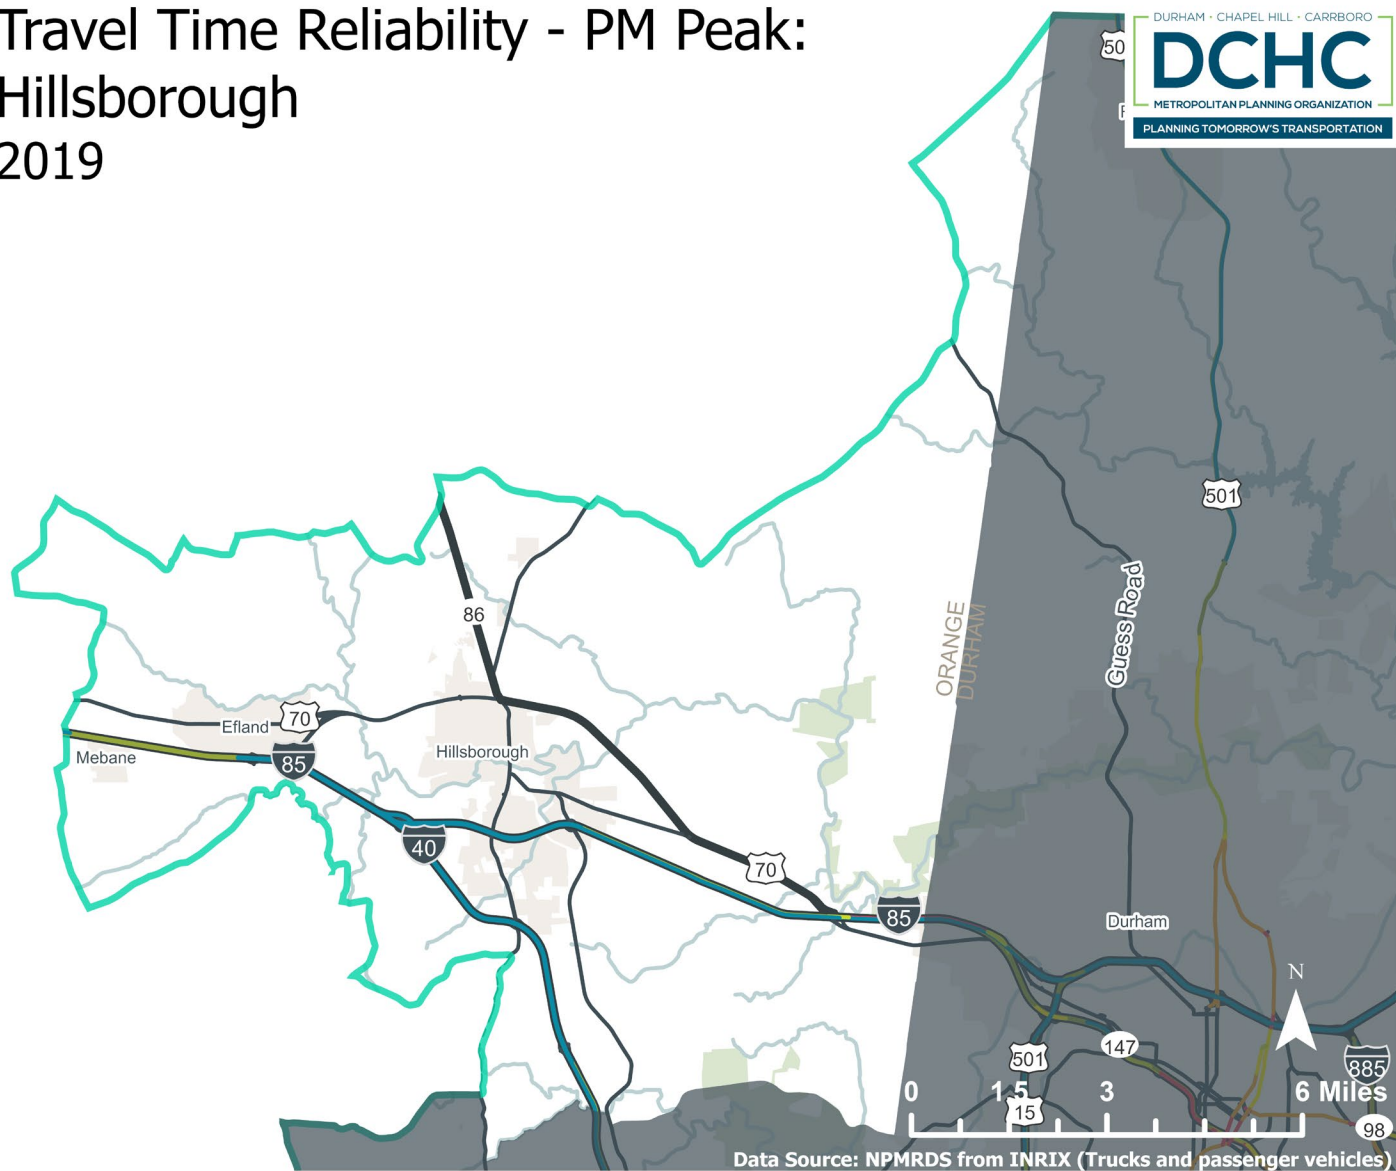 Travel Time Reliability - PM Peak:
Hillsborough
2019
DURHAM · CHAPEL HILL · CARRBORO
DCHC
METROPOLITAN PLANNING ORGANIZATION
PLANNING TOMORROW'S TRANSPORTATION
501
86
ORANGE
DURHAM
Guess Road
Efland
70
Mebane
85
Hillsborough
40
70
85
Durham
N
501
147
885
0 1.5 3 6 Miles
15
98
Data Source: NPMRDS from INRIX (Trucks and passenger vehicles)